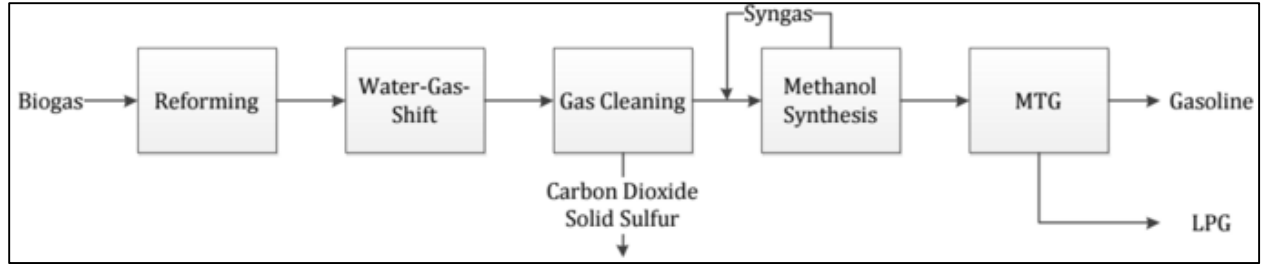 Syngas
Biogas
Reforming
Water-Gas-
Shift
Gas Cleaning
Methanol
Synthesis
MTG
Gasoline
Carbon Dioxide
Solid Sulfur
LPG